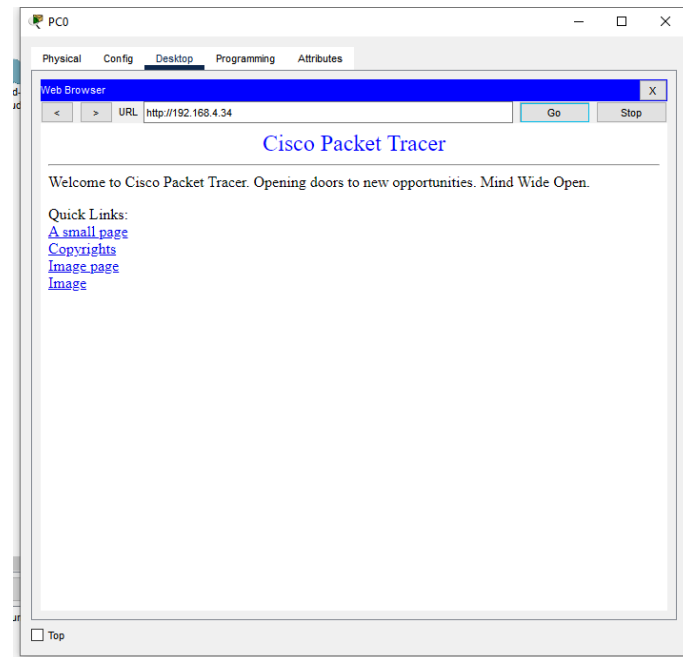 PC0
Physical Config Desktop Programming Attributes
Web Browser X
< > URL http://192.168.4.34 Go Stop
Cisco Packet Tracer
Welcome to Cisco Packet Tracer. Opening doors to new opportunities. Mind Wide Open.
Quick Links:
A small page
Copyrights
Image page
Image
Top